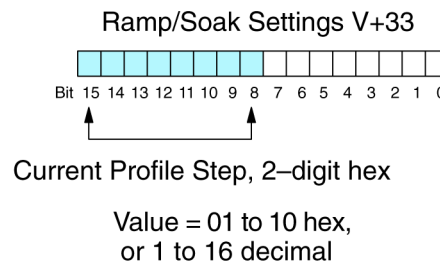 Ramp/Soak Settings V+33
Bit 15 14 13 12 11 10 9 8 7 6 5 4 3 2 1 0
Current Profile Step, 2–digit hex
Value = 01 to 10 hex,
or 1 to 16 decimal